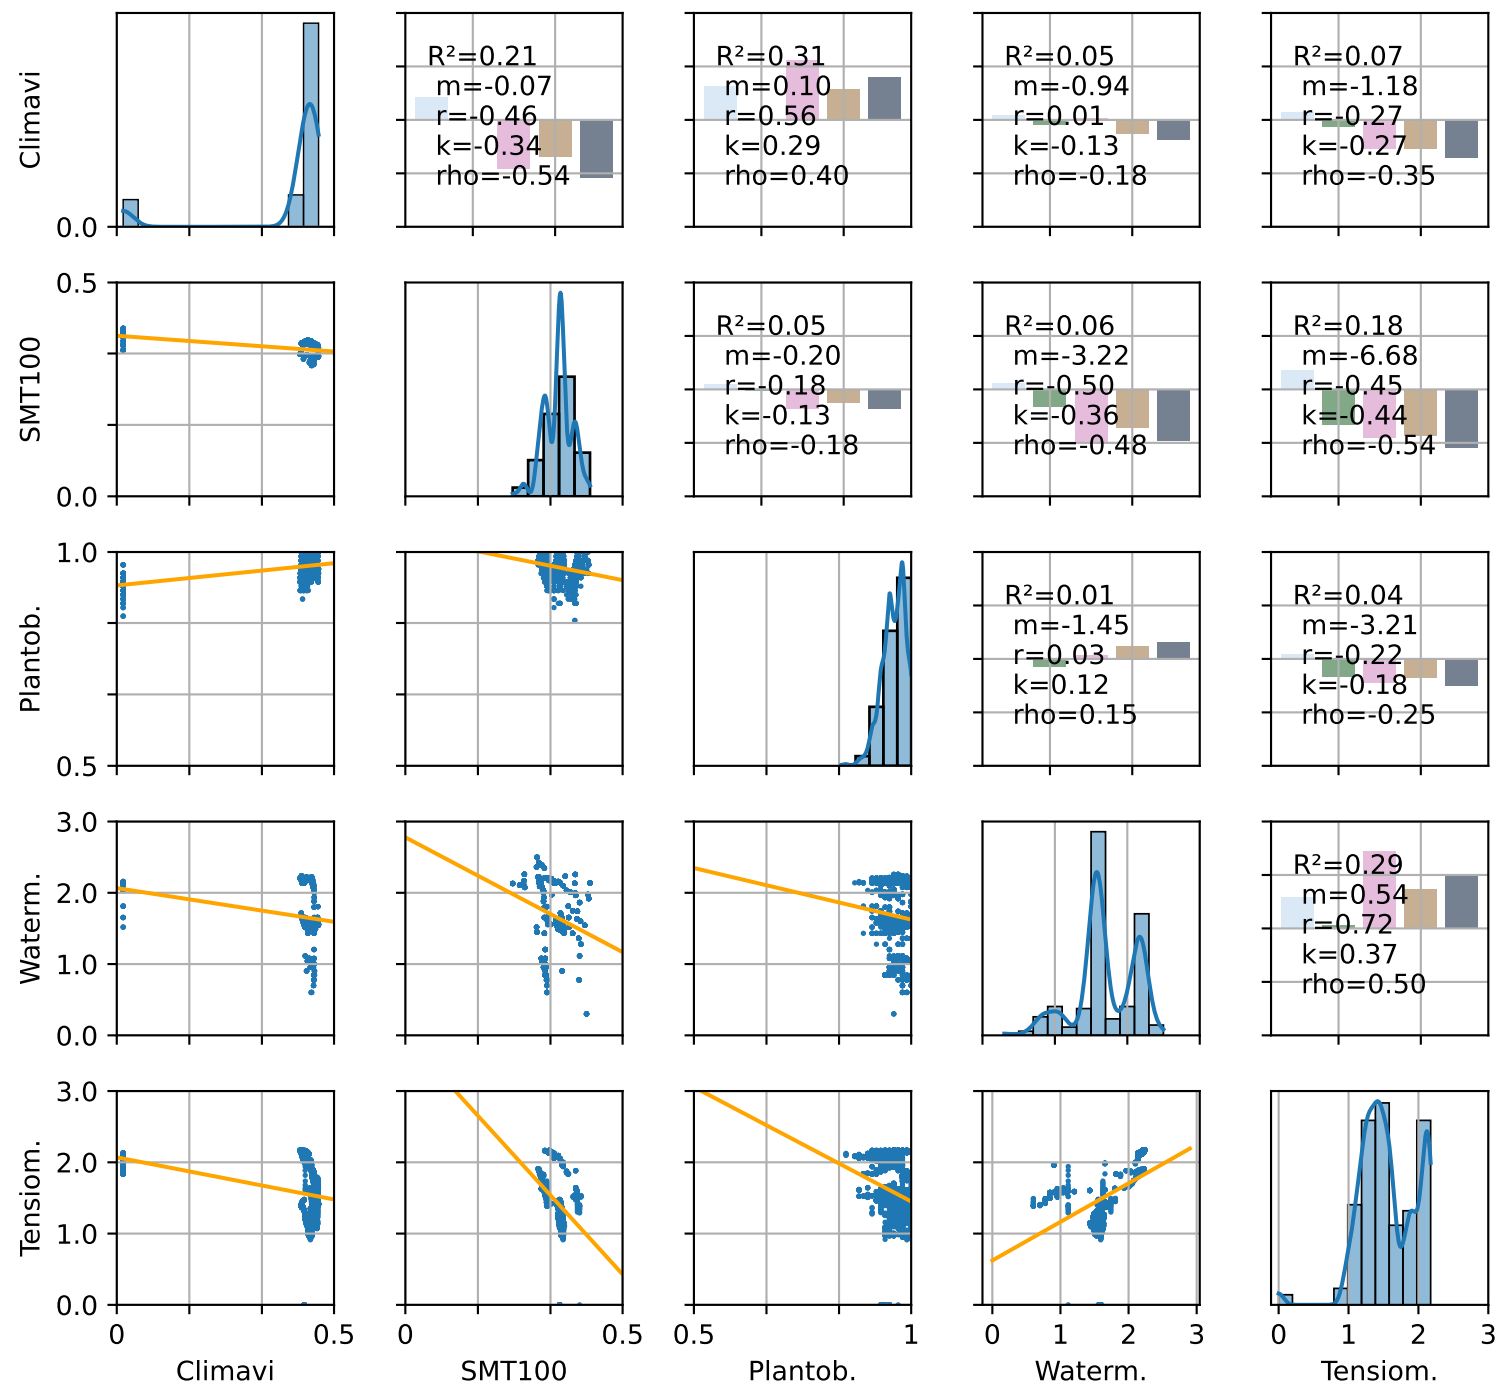 Climavi
0.0
R²=0.21
m=-0.07
r=-0.46
k=-0.34
rho=-0.54
R²=0.31
m=0.10
r=0.56
k=0.29
rho=0.40
R²=0.05
m=-0.94
r=0.01
k=-0.13
rho=-0.18
R²=0.07
m=-1.18
r=-0.27
k=-0.27
rho=-0.35
SMT100
0.5
0.0
R²=0.05
m=-0.20
r=-0.18
k=-0.13
rho=-0.18
R²=0.06
m=-3.22
r=-0.50
k=-0.36
rho=-0.48
R²=0.18
m=-6.68
r=-0.45
k=-0.44
rho=-0.54
Plantob.
1.0
0.5
R²=0.01
m=-1.45
r=0.03
k=0.12
rho=0.15
R²=0.04
m=-3.21
r=-0.22
k=-0.18
rho=-0.25
Waterm.
3.0
2.0
1.0
0.0
R²=0.29
m=0.54
r=0.72
k=0.37
rho=0.50
Tensiom.
3.0
2.0
1.0
0.0
0 0.5
0 0.5
0.5 1
0 1 2
0 1 2 3
Climavi
SMT100
Plantob.
Waterm.
Tensiom.